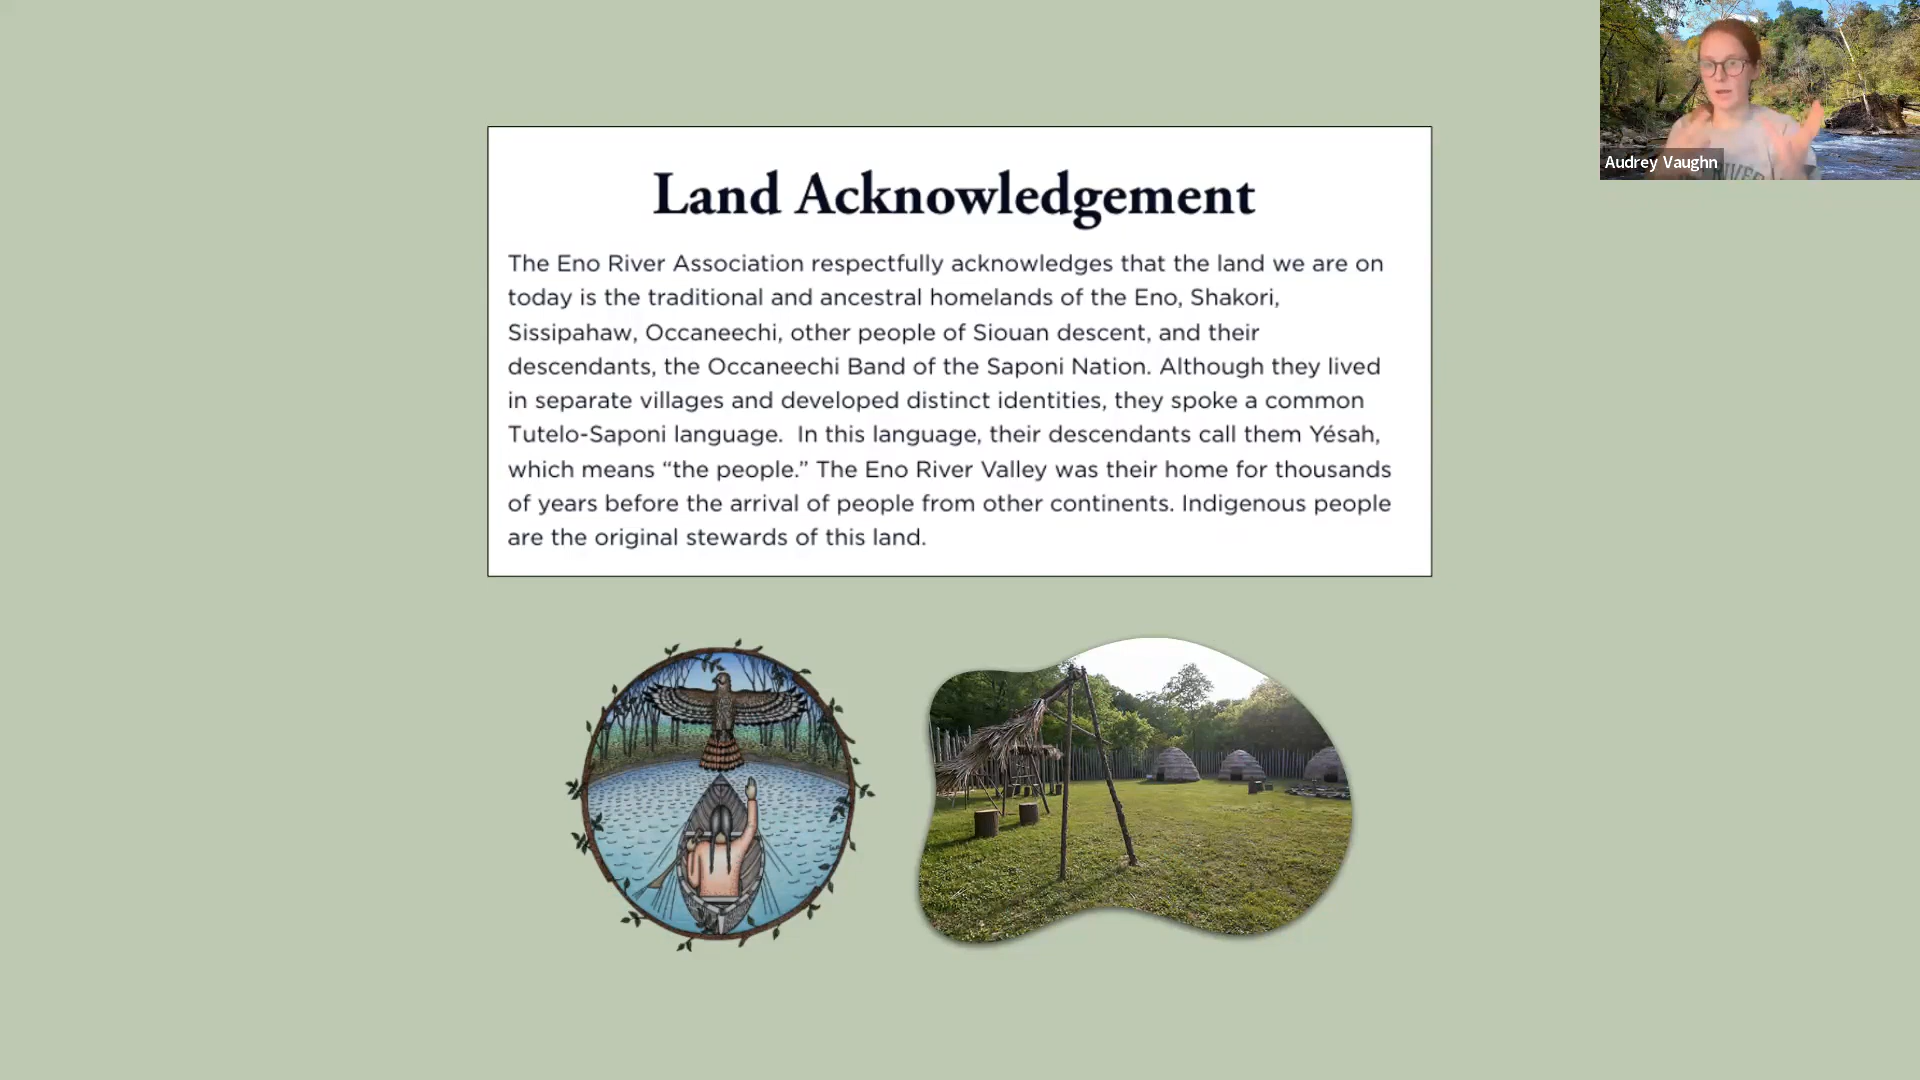 Land Acknowledgement
The Eno River Association respectfully acknowledges that the land we are on
today is the traditional and ancestral homelands of the Eno, Shakori,
Sissipahaw, Occaneechi, other people of Siouan descent, and their
descendants, the Occaneechi Band of the Saponi Nation. Although they lived
in separate villages and developed distinct identities, they spoke a common
Tutelo-Saponi language.  In this language, their descendants call them Yésah,
which means “the people.” The Eno River Valley was their home for thousands
of years before the arrival of people from other continents. Indigenous people
are the original stewards of this land.
Audrey Vaughn
RIVER